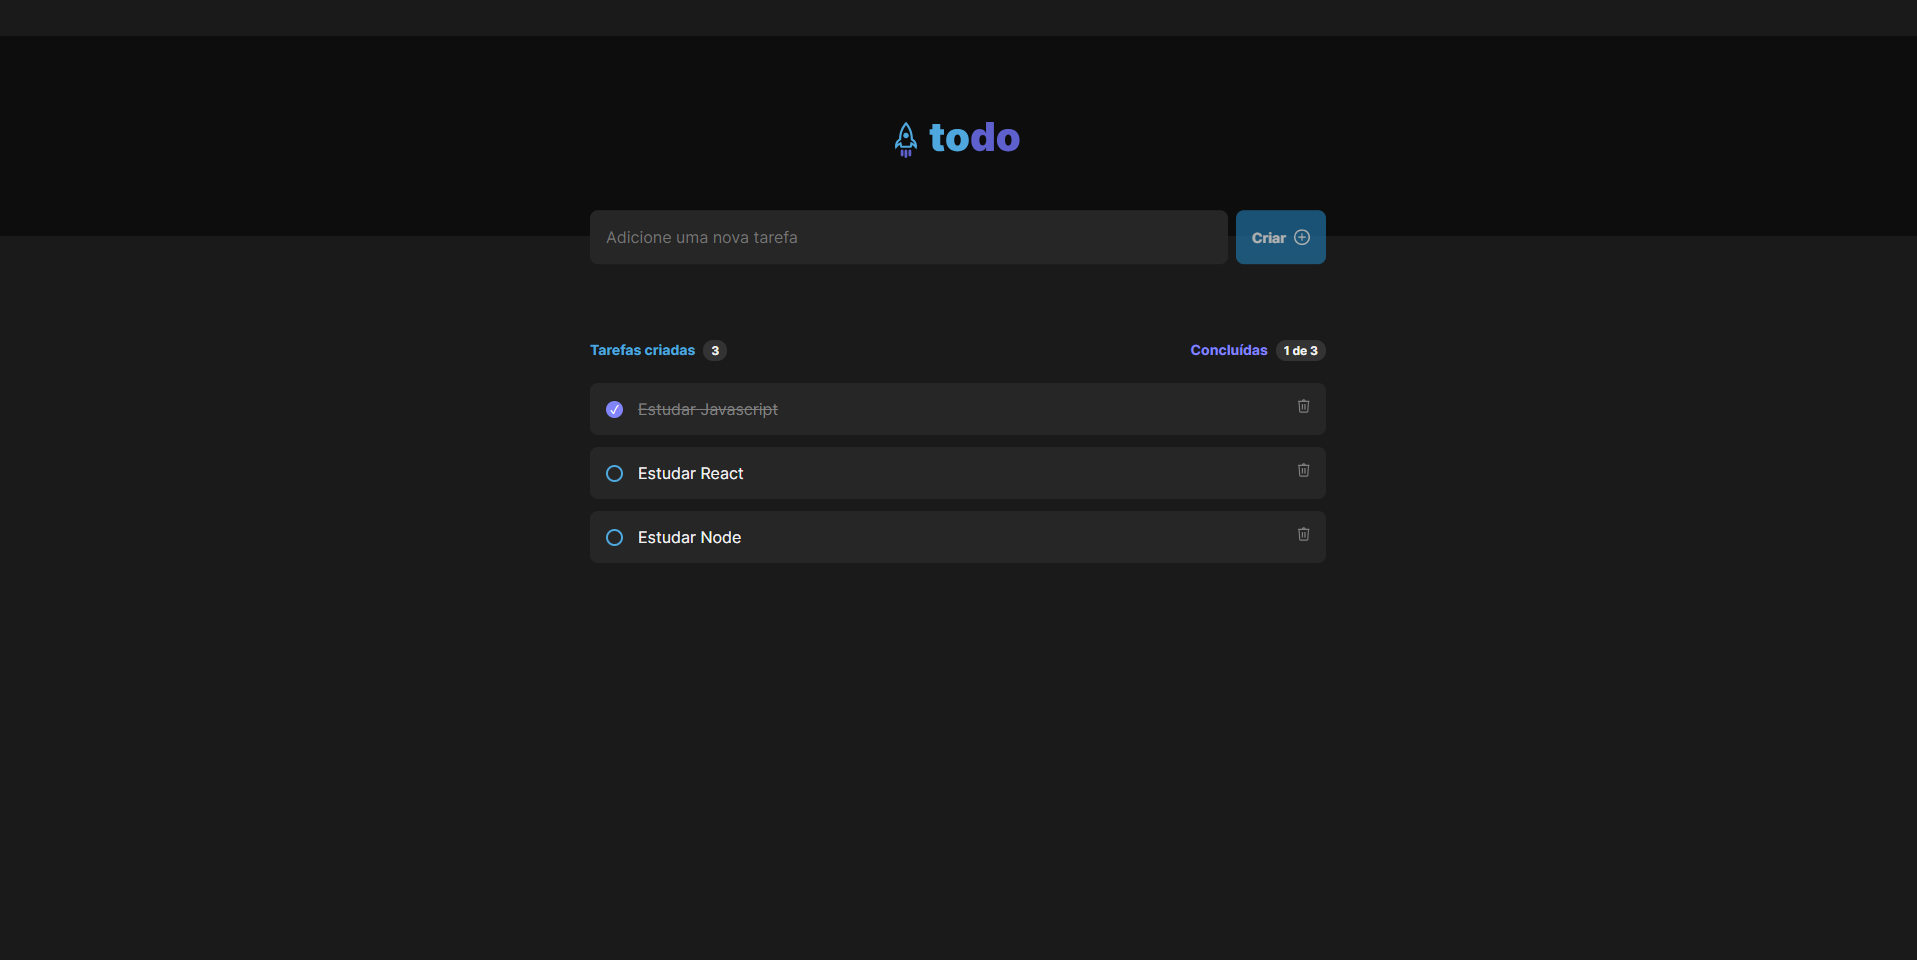 todo
Adicione uma nova tarefa
Criar
Tarefas criadas 3
Concluídas 1 de 3
Estudar Javascript
Estudar React
Estudar Node